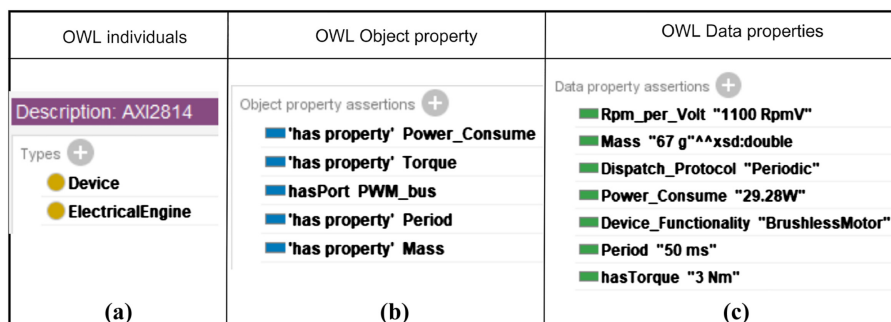 OWL individuals
OWL Object property
OWL Data properties
Description: AXI2814
Types
Device
ElectricalEngine
(a)
Object property assertions
'has property' Power_Consume
'has property' Torque
hasPort PWM_bus
'has property' Period
'has property' Mass
(b)
Data property assertions
Rpm_per_Volt "1100 RpmV"
Mass "67 g"^^xsd:double
Dispatch_Protocol "Periodic"
Power_Consume "29.28W"
Device_Functionality "BrushlessMotor"
Period "50 ms"
hasTorque "3 Nm"
(c)